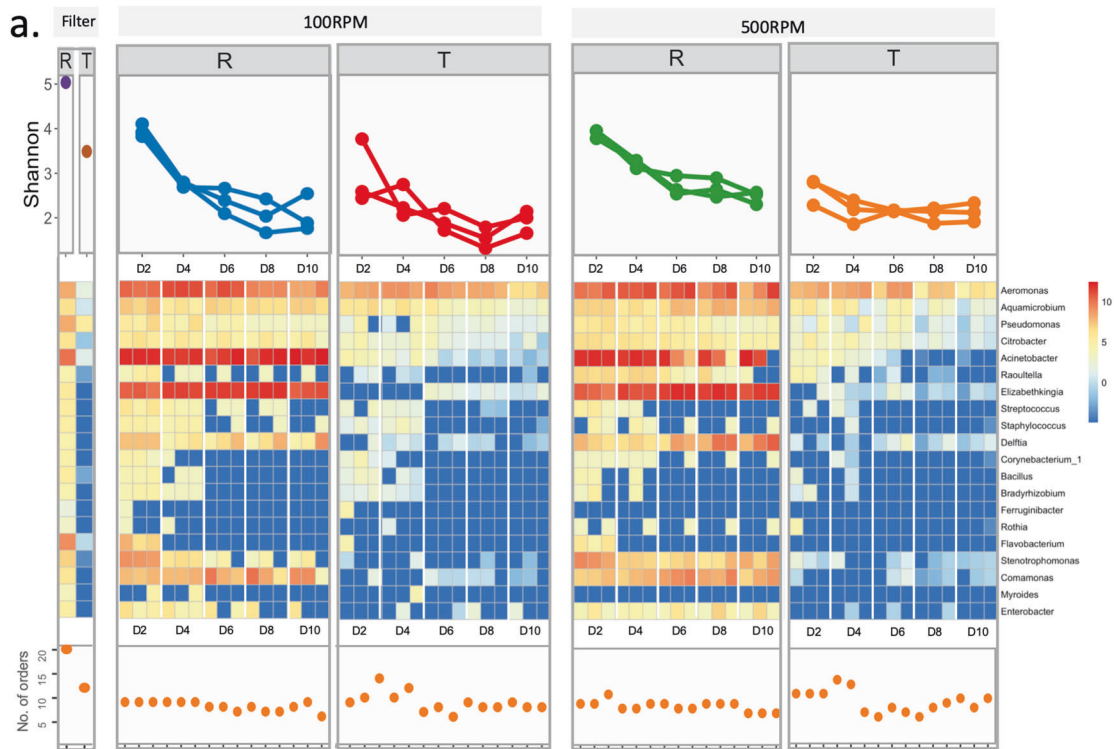 a.
Filter
100RPM
500RPM
R T
R
T
R
T
Shannon
5
4
3
2
D2 D4 D6 D8 D10
D2 D4 D6 D8 D10
D2 D4 D6 D8 D10
D2 D4 D6 D8 D10
Aeromonas
Aquamicrobium
Pseudomonas
Citrobacter
Acinetobacter
Raoultella
Elizabethkingia
Streptococcus
Staphylococcus
Delftia
Corynebacterium_1
Bacillus
Bradyrhizobium
Ferruginibacter
Rothia
Flavobacterium
Stenotrophomonas
Comamonas
Myroides
Enterobacter
10
5
0
D2 D4 D6 D8 D10
D2 D4 D6 D8 D10
D2 D4 D6 D8 D10
D2 D4 D6 D8 D10
No. of orders
20
15
10
5